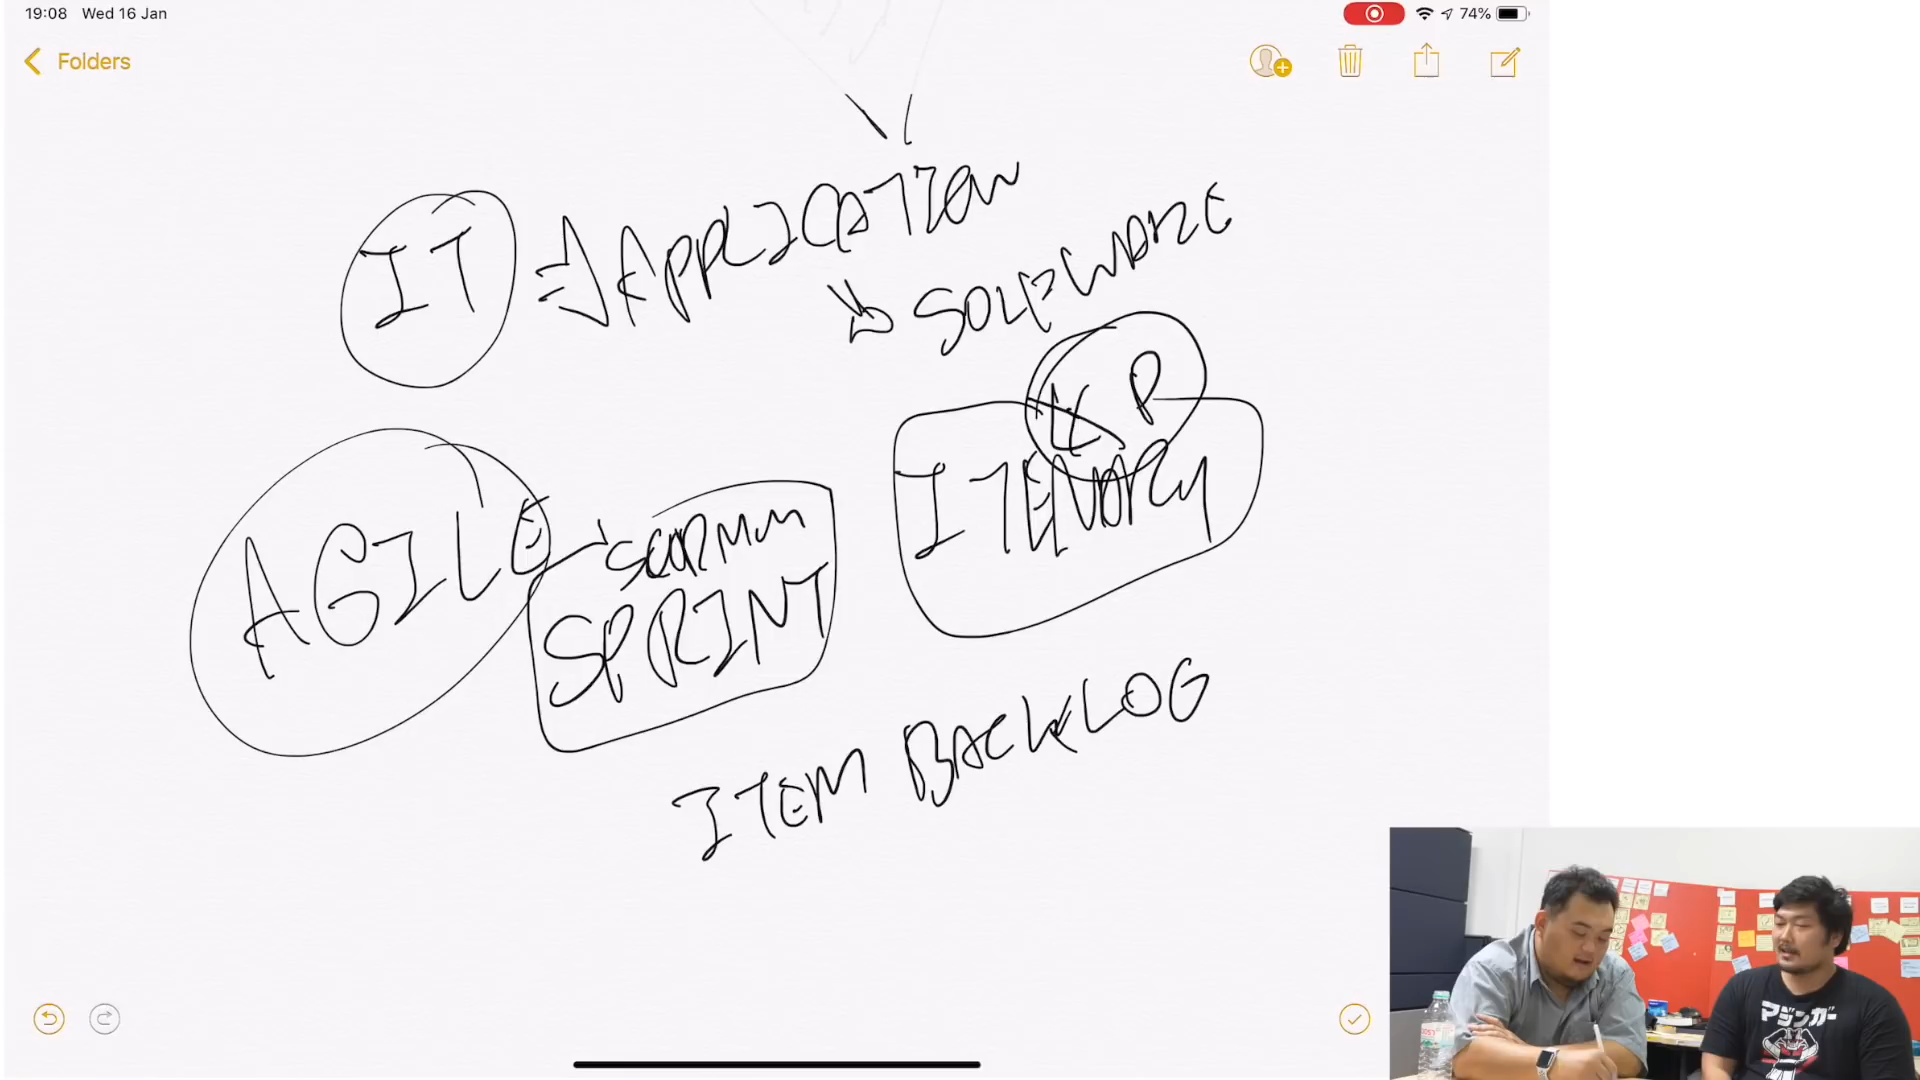 19:08 Wed 16 Jan
74%
Folders
IT
APPLICATION
SOFTWARE
XP
ITENARY
AGILE
SCRUM
SPRINT
ITEM BACKLOG
マジンガー